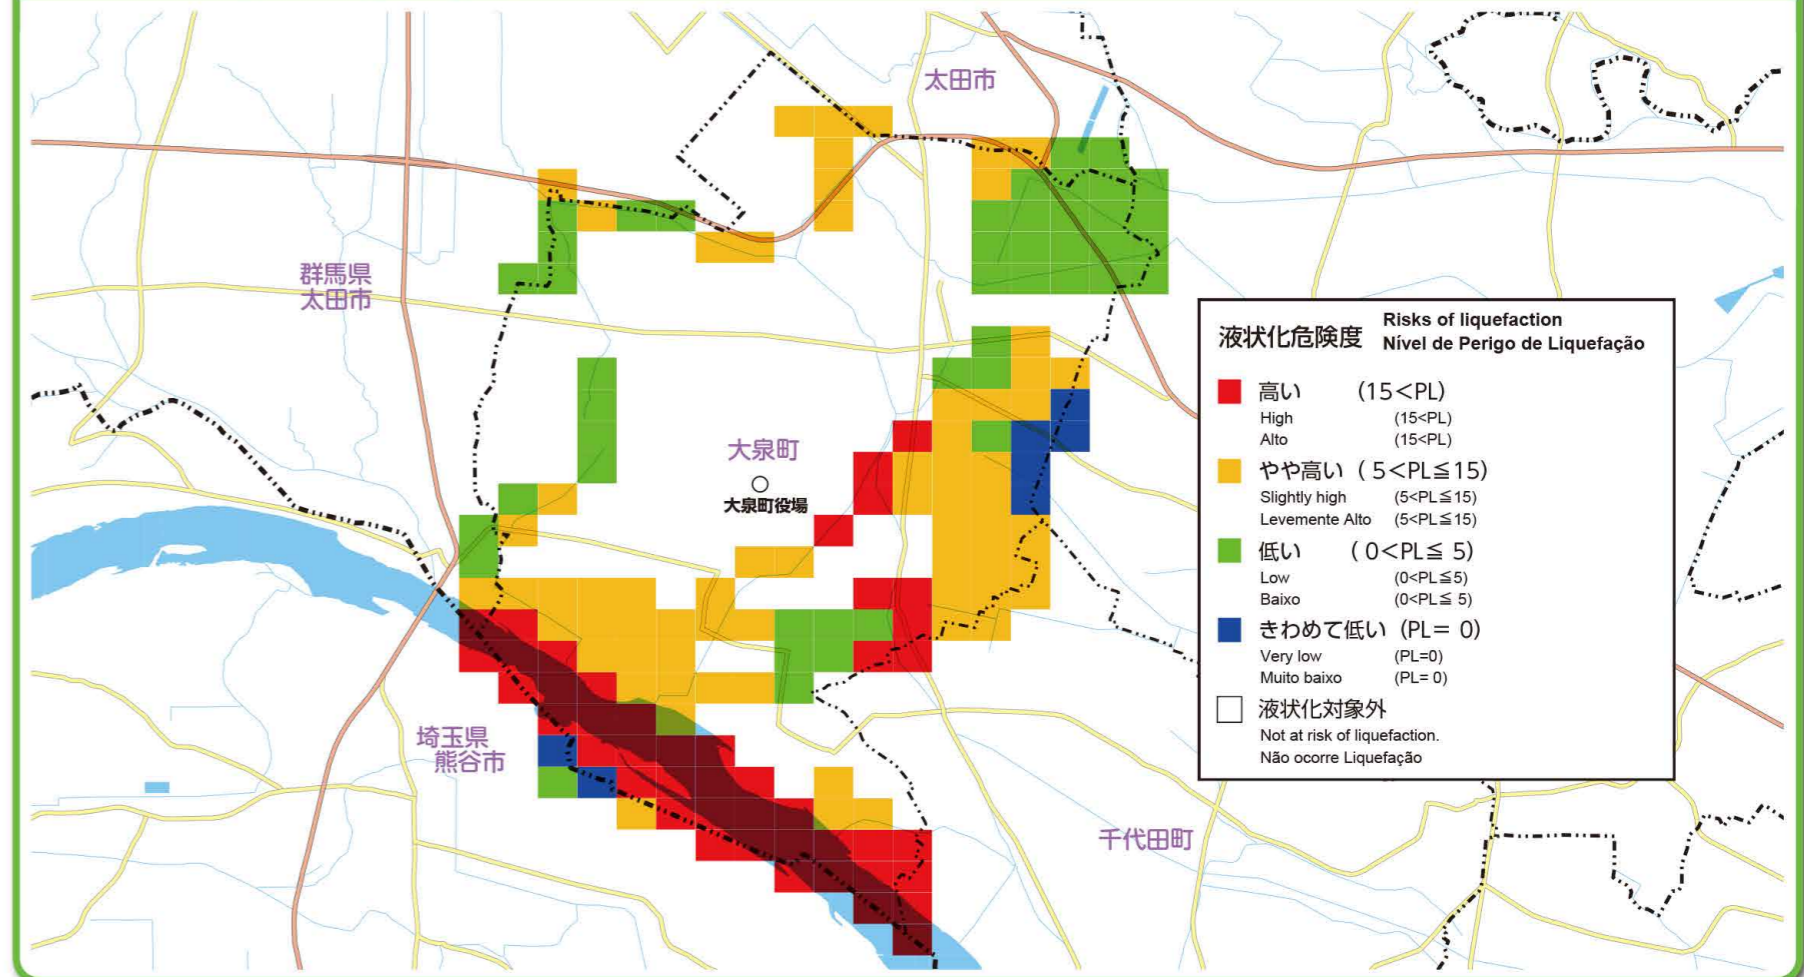 太田市
群馬県
太田市
大泉町
大泉町役場
埼玉県
熊谷市
千代田町
液状化危険度
Risks of liquefaction
Nível de Perigo de Liquefação
高い (15<PL)
High (15<PL)
Alto (15<PL)
やや高い ( 5<PL≦15)
Slightly high (5<PL≦15)
Levemente Alto (5<PL≦15)
低い ( 0<PL≦ 5)
Low (0<PL≦5)
Baixo (0<PL≦ 5)
きわめて低い (PL= 0)
Very low (PL=0)
Muito baixo (PL= 0)
液状化対象外
Not at risk of liquefaction.
Não ocorre Liquefação